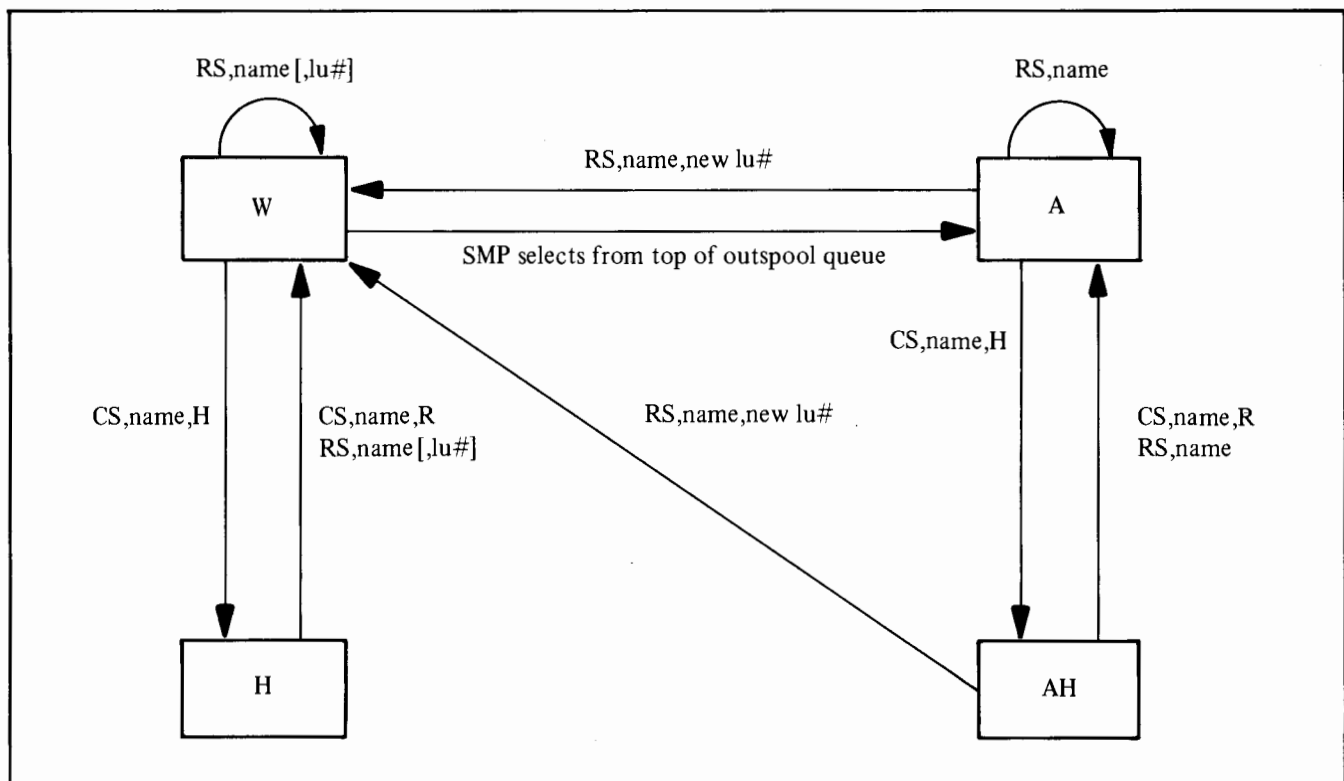 RS,name [,lu#]
RS,name
RS,name,new lu#
W
A
SMP selects from top of outspool queue
CS,name,H
CS,name,H
CS,name,R
RS,name [,lu#]
RS,name,new lu#
CS,name,R
RS,name
H
AH